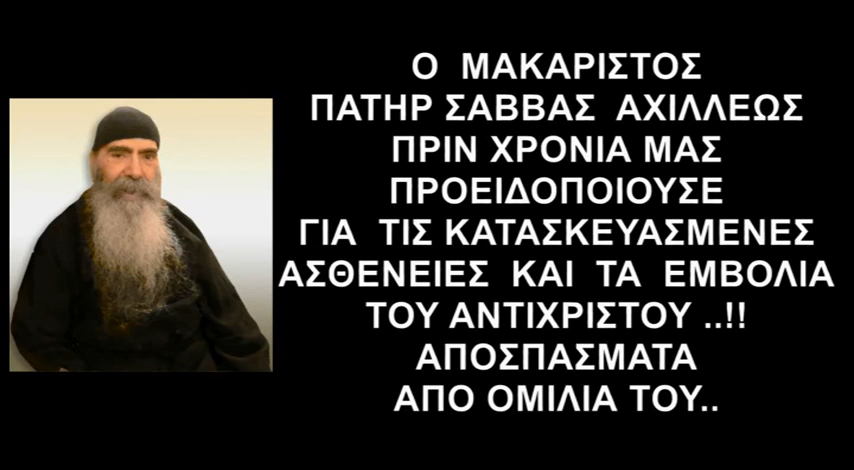 Ο ΜΑΚΑΡΙΣΤΟΣ
ΠΑΤΗΡ ΣΑΒΒΑΣ ΑΧΙΛΛΕΩΣ
ΠΡΙΝ ΧΡΟΝΙΑ ΜΑΣ
ΠΡΟΕΙΔΟΠΟΙΟΥΣΕ
ΓΙΑ ΤΙΣ ΚΑΤΑΣΚΕΥΑΣΜΕΝΕΣ
ΑΣΘΕΝΕΙΕΣ ΚΑΙ ΤΑ ΕΜΒΟΛΙΑ
ΤΟΥ ΑΝΤΙΧΡΙΣΤΟΥ ..!!
ΑΠΟΣΠΑΣΜΑΤΑ
ΑΠΟ ΟΜΙΛΙΑ ΤΟΥ..